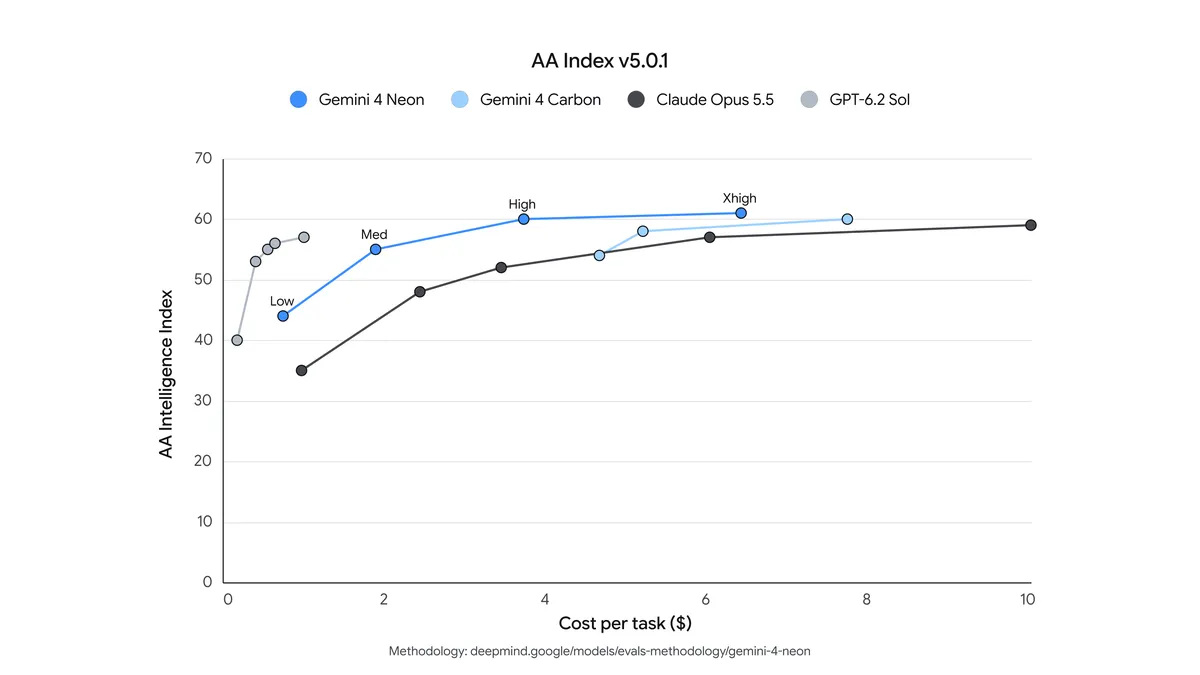 AA Index v5.0.1
Gemini 4 Neon Gemini 4 Carbon Claude Opus 5.5 GPT-6.2 Sol
70
60
50
40
30
20
10
0
AA Intelligence Index
Low
Med
High
Xhigh
0 2 4 6 8 10
Cost per task ($)
Methodology: deepmind.google/models/evals-methodology/gemini-4-neon